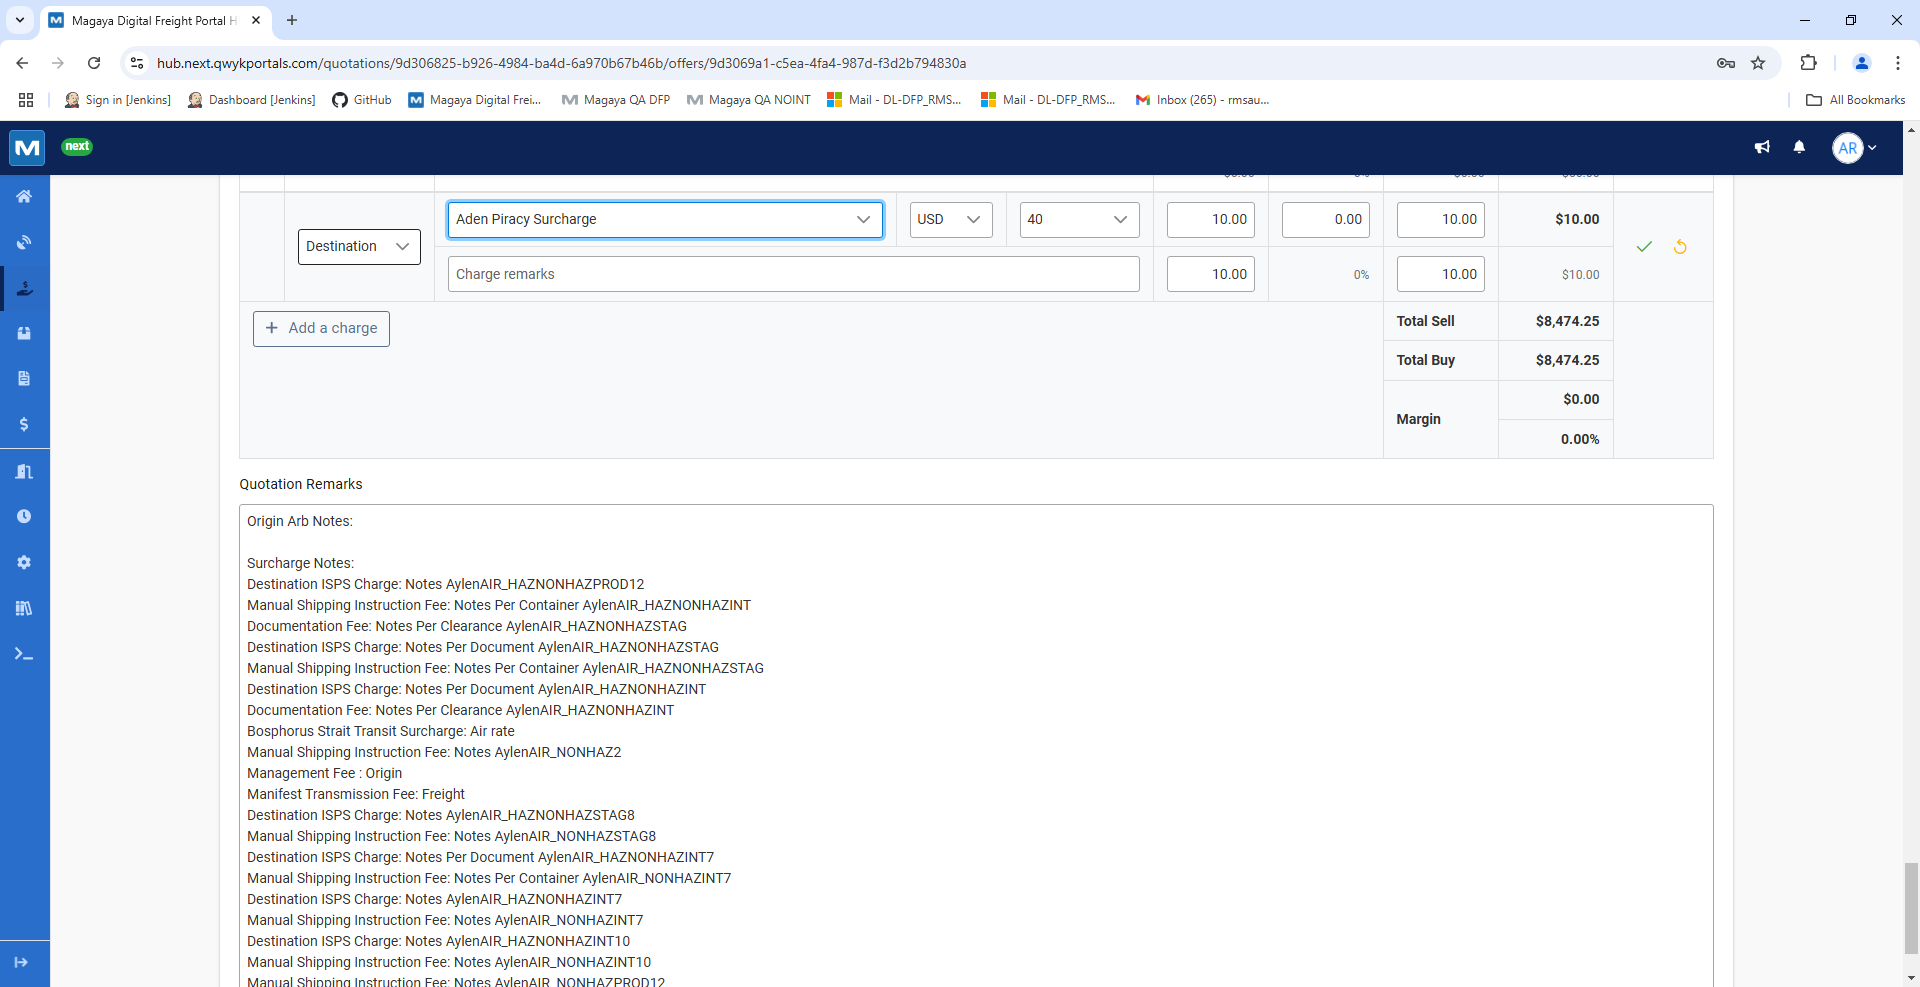 Magaya Digital Freight Portal H
hub.next.qwykportals.com/quotations/9d306825-b926-4984-ba4d-6a970b67b46b/offers/9d3069a1-c5ea-4fa4-987d-f3d2b794830a
Sign in [Jenkins] Dashboard [Jenkins] GitHub Magaya Digital Frei... Magaya QA DFP Magaya QA NOINT Mail - DL-DFP_RMS... Mail - DL-DFP_RMS... Inbox (265) - rmsau... All Bookmarks
next AR
Aden Piracy Surcharge USD 40 10.00 0.00 10.00 $10.00
Destination
Charge remarks 10.00 0% 10.00 $10.00
Add a charge
Total Sell $8,474.25
Total Buy $8,474.25
Margin $0.00
0.00%
Quotation Remarks
Origin Arb Notes:
Surcharge Notes:
Destination ISPS Charge: Notes AylenAIR_HAZNONHAZPROD12
Manual Shipping Instruction Fee: Notes Per Container AylenAIR_HAZNONHAZINT
Documentation Fee: Notes Per Clearance AylenAIR_HAZNONHAZSTAG
Destination ISPS Charge: Notes Per Document AylenAIR_HAZNONHAZSTAG
Manual Shipping Instruction Fee: Notes Per Container AylenAIR_HAZNONHAZSTAG
Destination ISPS Charge: Notes Per Document AylenAIR_HAZNONHAZINT
Documentation Fee: Notes Per Clearance AylenAIR_HAZNONHAZINT
Bosphorus Strait Transit Surcharge: Air rate
Manual Shipping Instruction Fee: Notes AylenAIR_NONHAZ2
Management Fee : Origin
Manifest Transmission Fee: Freight
Destination ISPS Charge: Notes AylenAIR_HAZNONHAZSTAG8
Manual Shipping Instruction Fee: Notes AylenAIR_NONHAZSTAG8
Destination ISPS Charge: Notes Per Document AylenAIR_HAZNONHAZINT7
Manual Shipping Instruction Fee: Notes Per Container AylenAIR_NONHAZINT7
Destination ISPS Charge: Notes AylenAIR_HAZNONHAZINT7
Manual Shipping Instruction Fee: Notes AylenAIR_NONHAZINT7
Destination ISPS Charge: Notes AylenAIR_HAZNONHAZINT10
Manual Shipping Instruction Fee: Notes AylenAIR_NONHAZINT10
Manual Shipping Instruction Fee: Notes AylenAIR_NONHAZPROD12